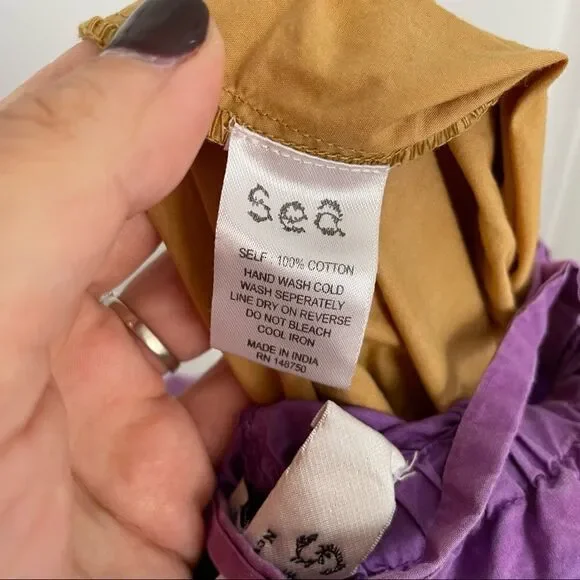 sea
SELF : 100% COTTON
HAND WASH COLD
WASH SEPERATELY
LINE DRY ON REVERSE
DO NOT BLEACH
COOL IRON
MADE IN INDIA
RN 148750